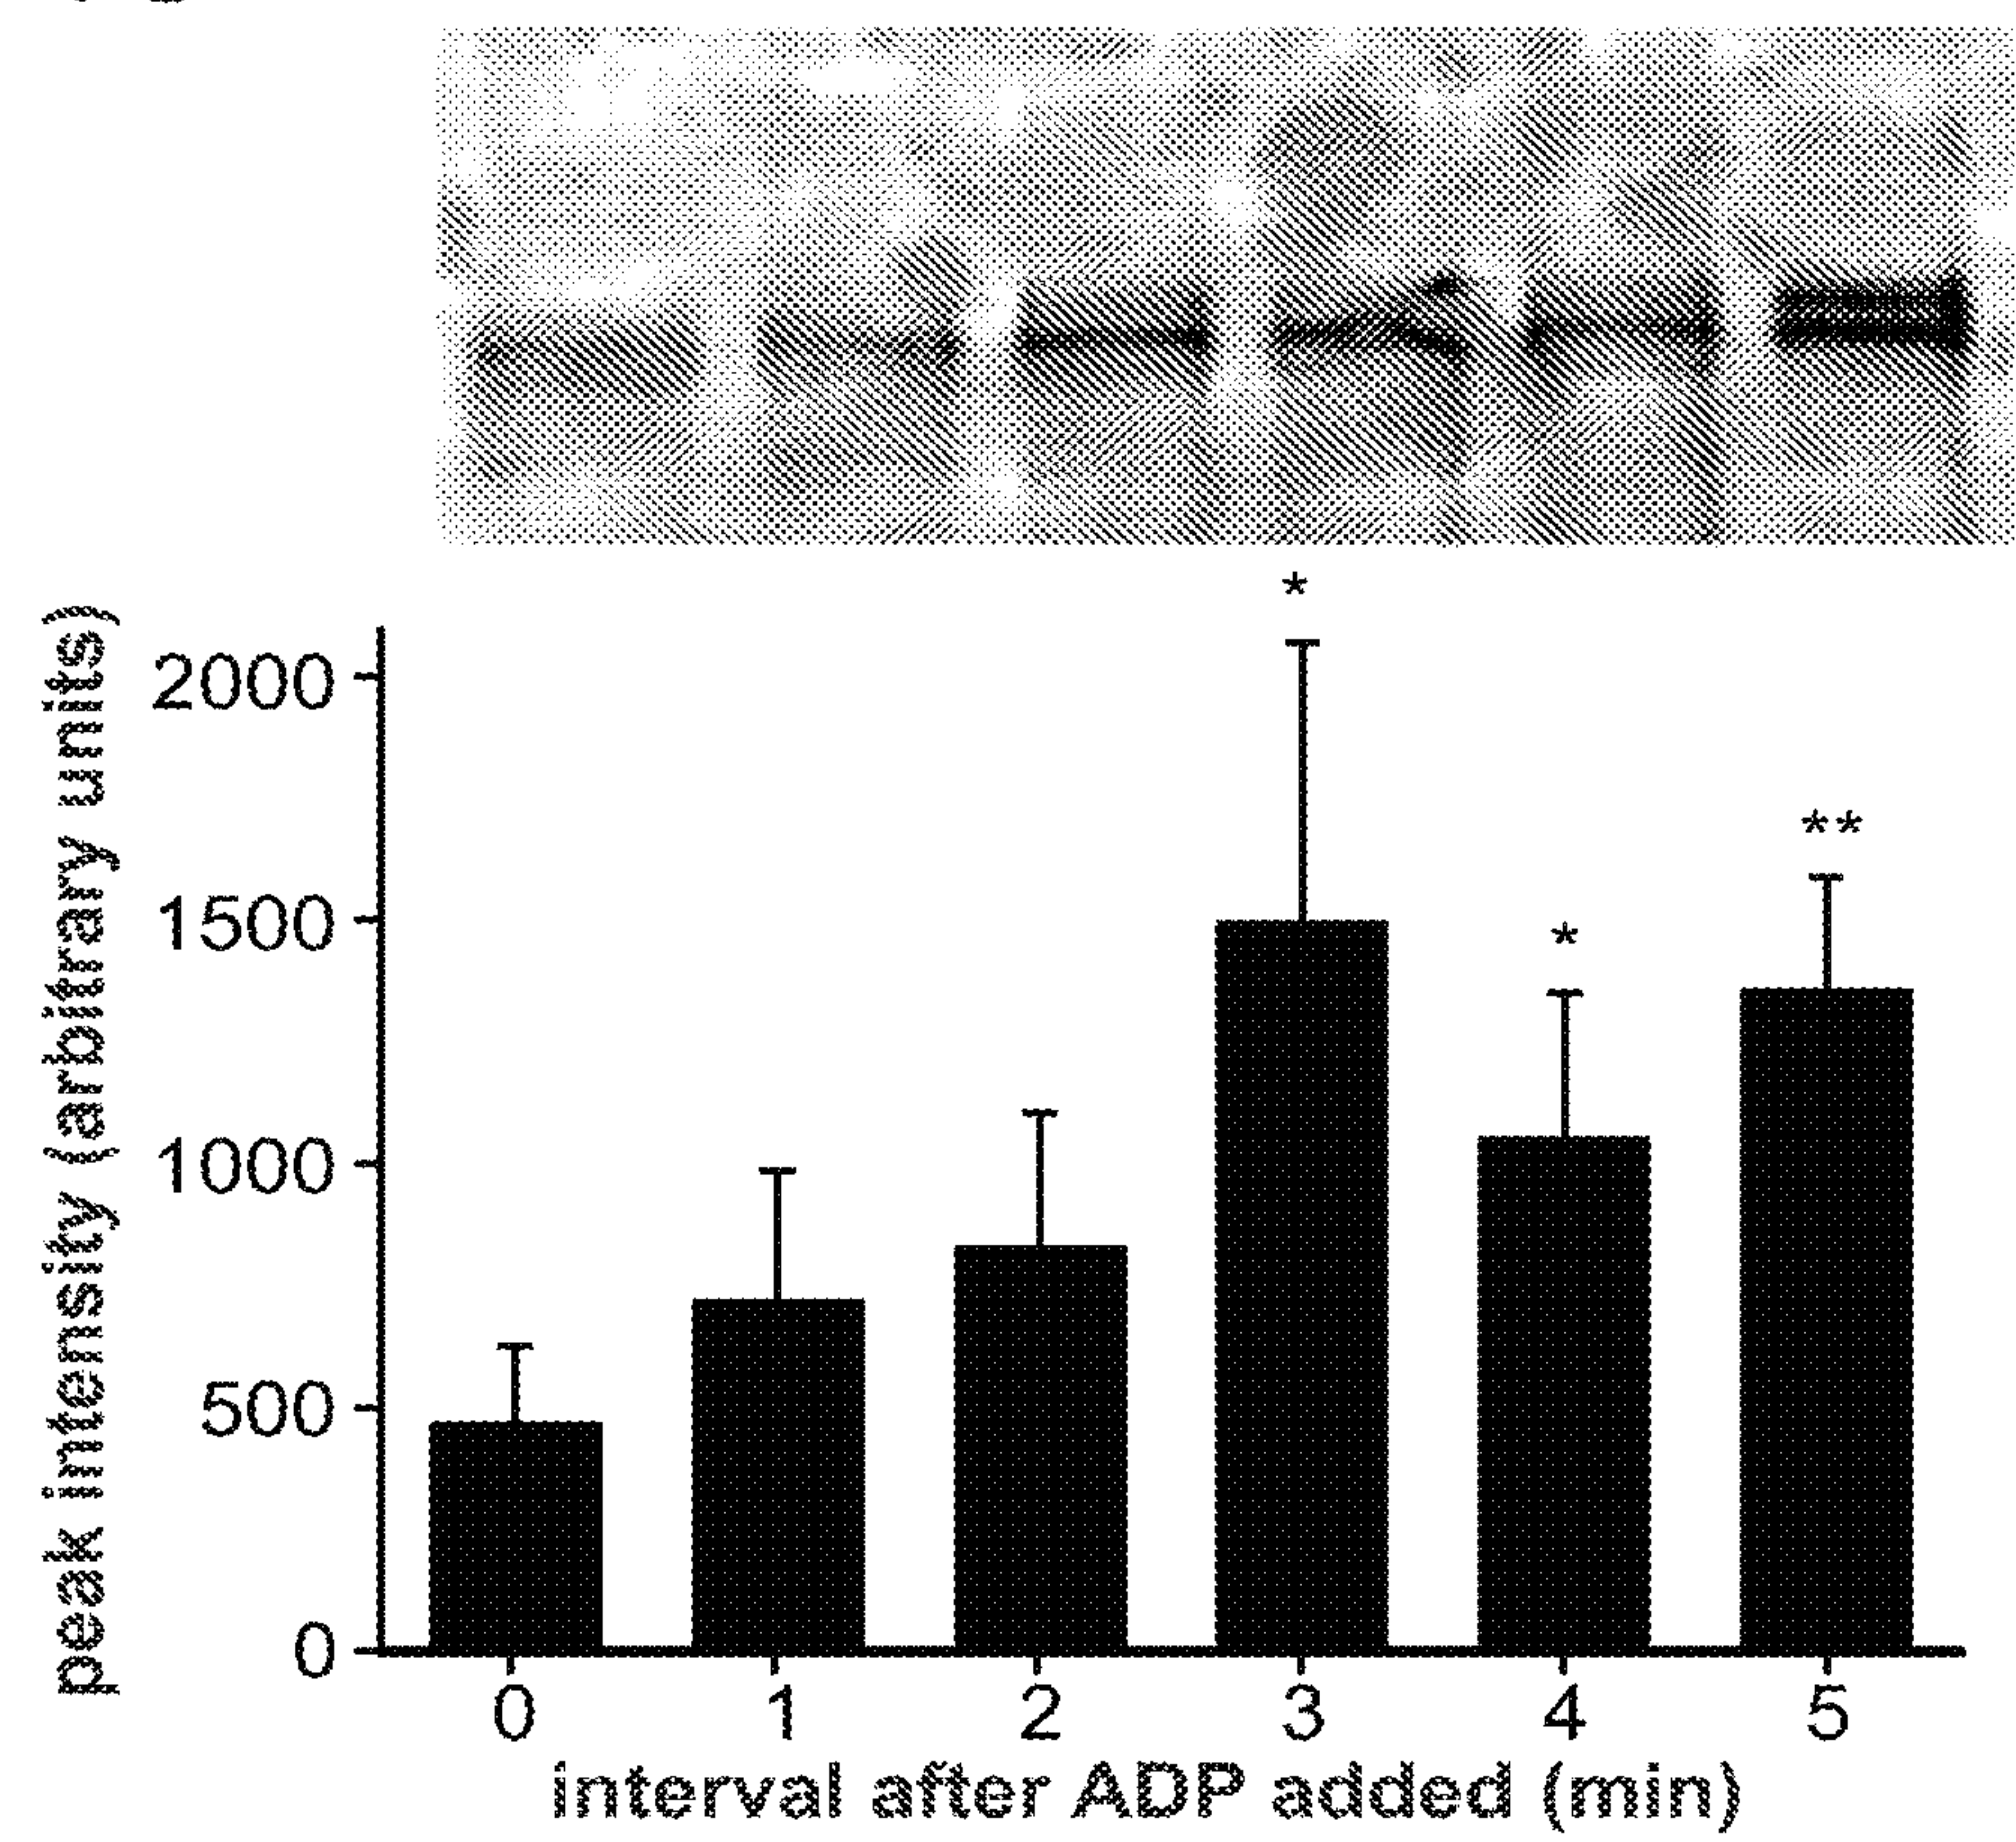 *
**
*
peak intensity (arbitrary units)
2000
1500
1000
500
0
0 1 2 3 4 5
interval after ADP added (min)